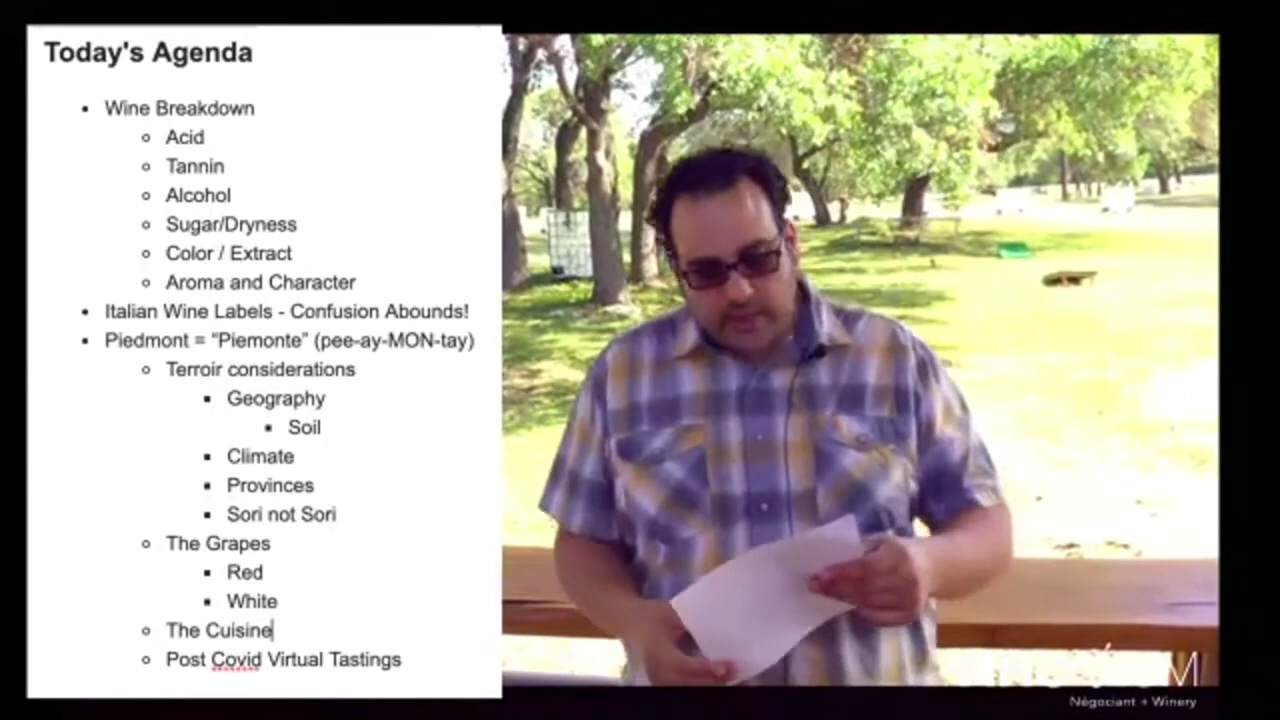 Today's Agenda
Wine Breakdown
Acid
Tannin
Alcohol
Sugar/Dryness
Color / Extract
Aroma and Character
Italian Wine Labels - Confusion Abounds!
Piedmont = “Piemonte” (pee-ay-MON-tay)
Terroir considerations
Geography
Soil
Climate
Provinces
Sori not Sori
The Grapes
Red
White
The Cuisine
Post Covid Virtual Tastings
Négociant + Winery